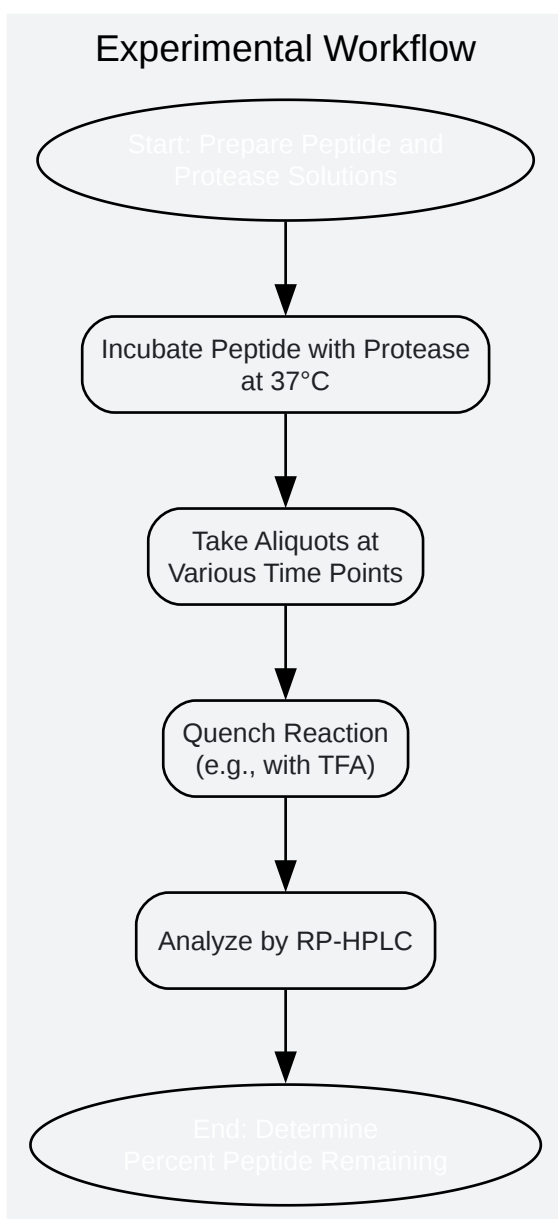 Experimental Workflow
Start: Prepare Peptide and
Protease Solutions
Incubate Peptide with Protease
at 37°C
Take Aliquots at
Various Time Points
Quench Reaction
(e.g., with TFA)
Analyze by RP-HPLC
End: Determine
Percent Peptide Remaining